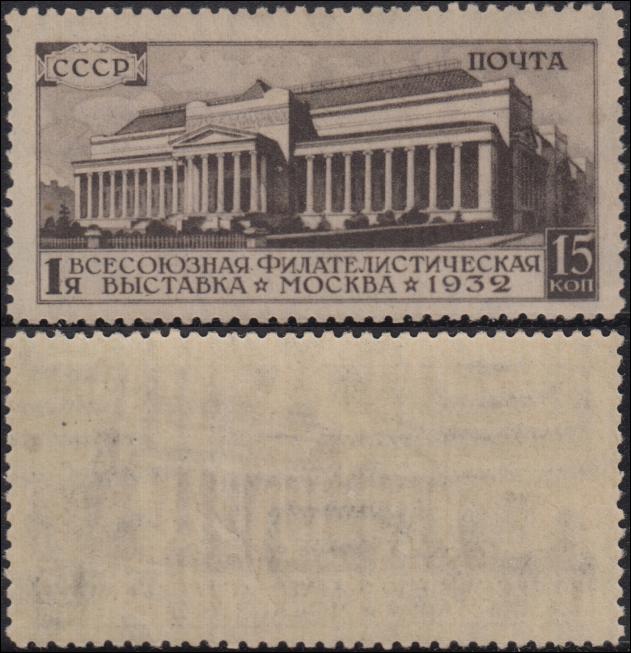 СССР
ПОЧТА
1Я ВСЕСОЮЗНАЯ ФИЛАТЕЛИСТИЧЕСКАЯ
ВЫСТАВКА ☆ МОСКВА ☆ 1932
15
КОП